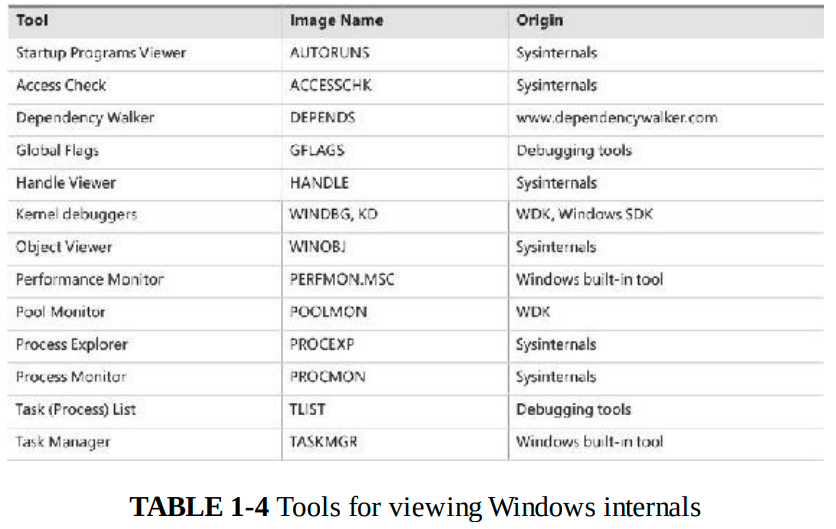 Tool Image Name Origin
Startup Programs Viewer AUTORUNS Sysinternals
Access Check ACCESSCHK Sysinternals
Dependency Walker DEPENDS www.dependencywalker.com
Global Flags GFLAGS Debugging tools
Handle Viewer HANDLE Sysinternals
Kernel debuggers WINDBG, KD WDK, Windows SDK
Object Viewer WINOBJ Sysinternals
Performance Monitor PERFMON.MSC Windows built-in tool
Pool Monitor POOLMON WDK
Process Explorer PROCEXP Sysinternals
Process Monitor PROCMON Sysinternals
Task (Process) List TLIST Debugging tools
Task Manager TASKMGR Windows built-in tool
TABLE 1-4 Tools for viewing Windows internals